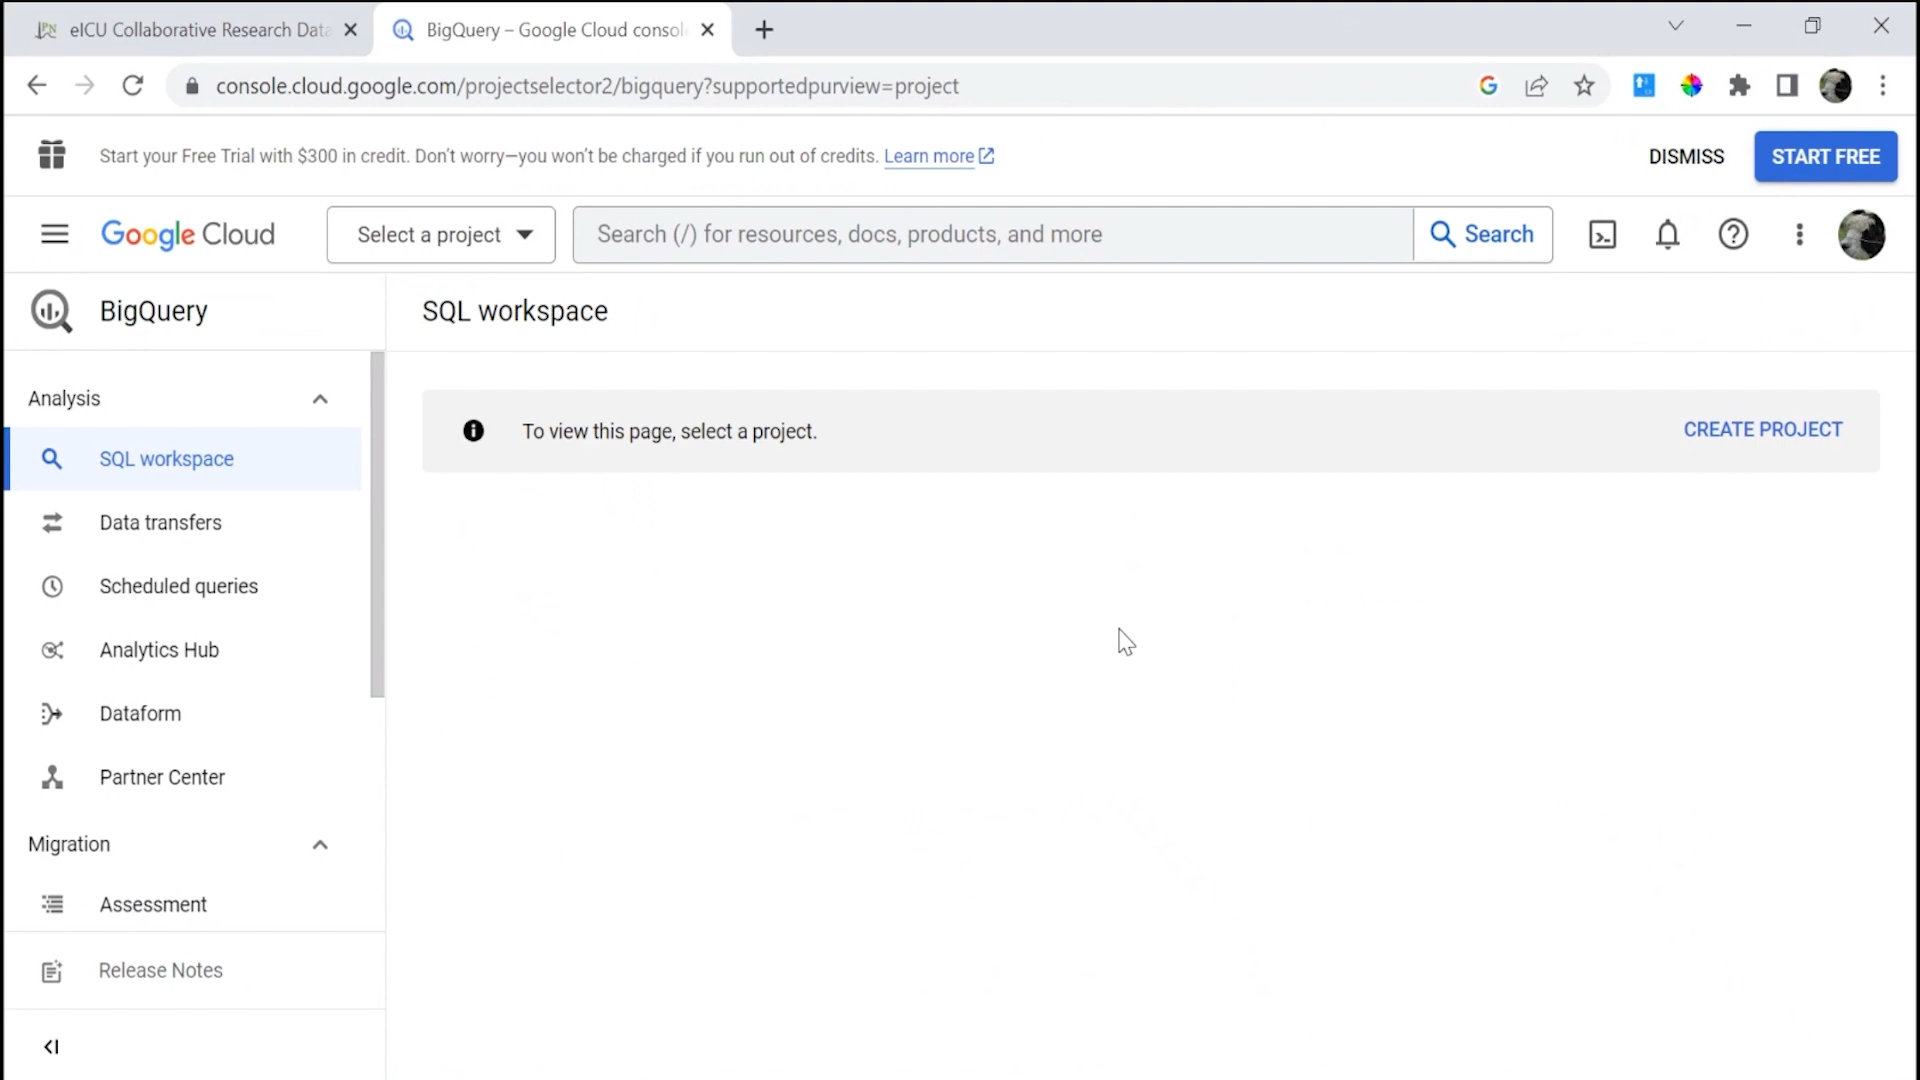 eICU Collaborative Research Data
BigQuery – Google Cloud consol
console.cloud.google.com/projectselector2/bigquery?supportedpurview=project
Start your Free Trial with $300 in credit. Don't worry—you won't be charged if you run out of credits. Learn more
DISMISS
START FREE
Google Cloud
Select a project
Search (/) for resources, docs, products, and more
Search
BigQuery
SQL workspace
Analysis
SQL workspace
Data transfers
Scheduled queries
Analytics Hub
Dataform
Partner Center
Migration
Assessment
Release Notes
To view this page, select a project.
CREATE PROJECT